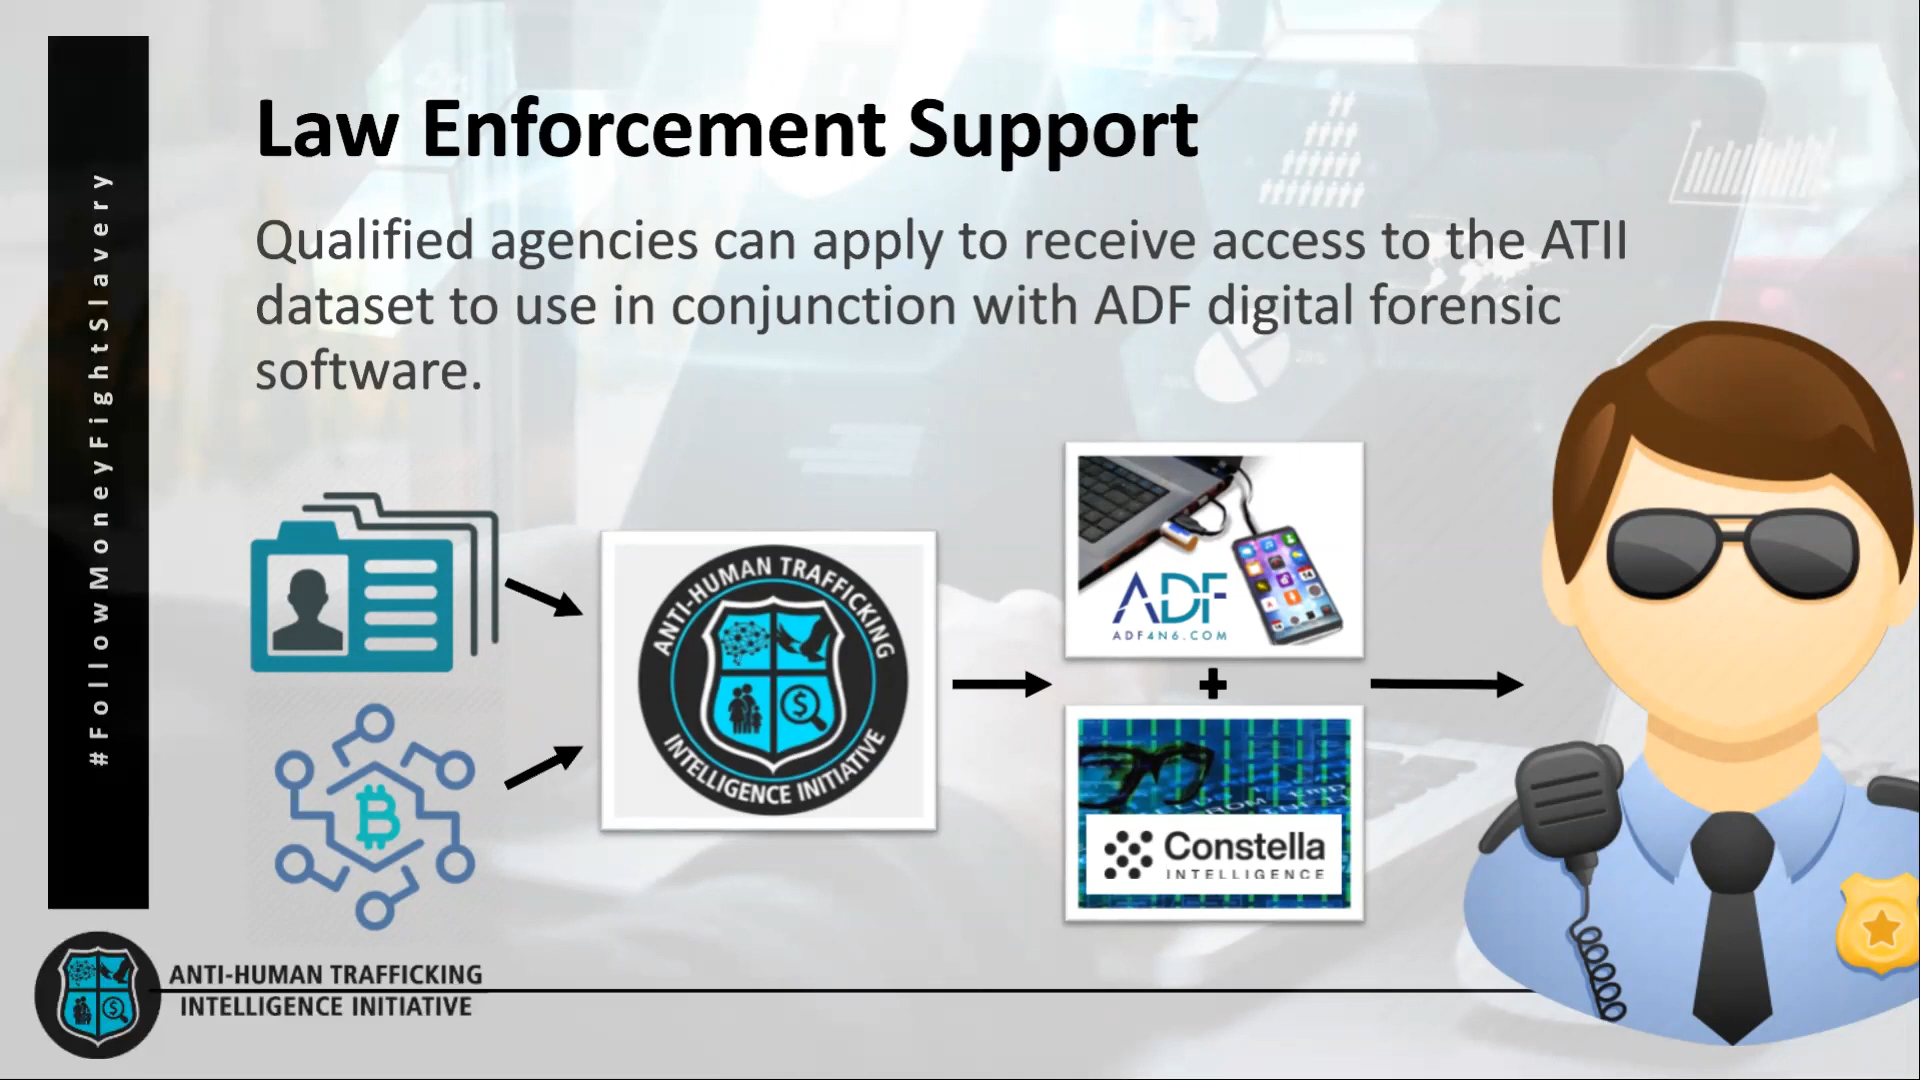 Law Enforcement Support
Qualified agencies can apply to receive access to the ATII
dataset to use in conjunction with ADF digital forensic
software.
#FollowMoneyFightSlavery
ANTI-HUMAN TRAFFICKING
INTELLIGENCE INITIATIVE
ADF
ADF4N6.COM
+
Constella
INTELLIGENCE
ANTI-HUMAN TRAFFICKING
INTELLIGENCE INITIATIVE